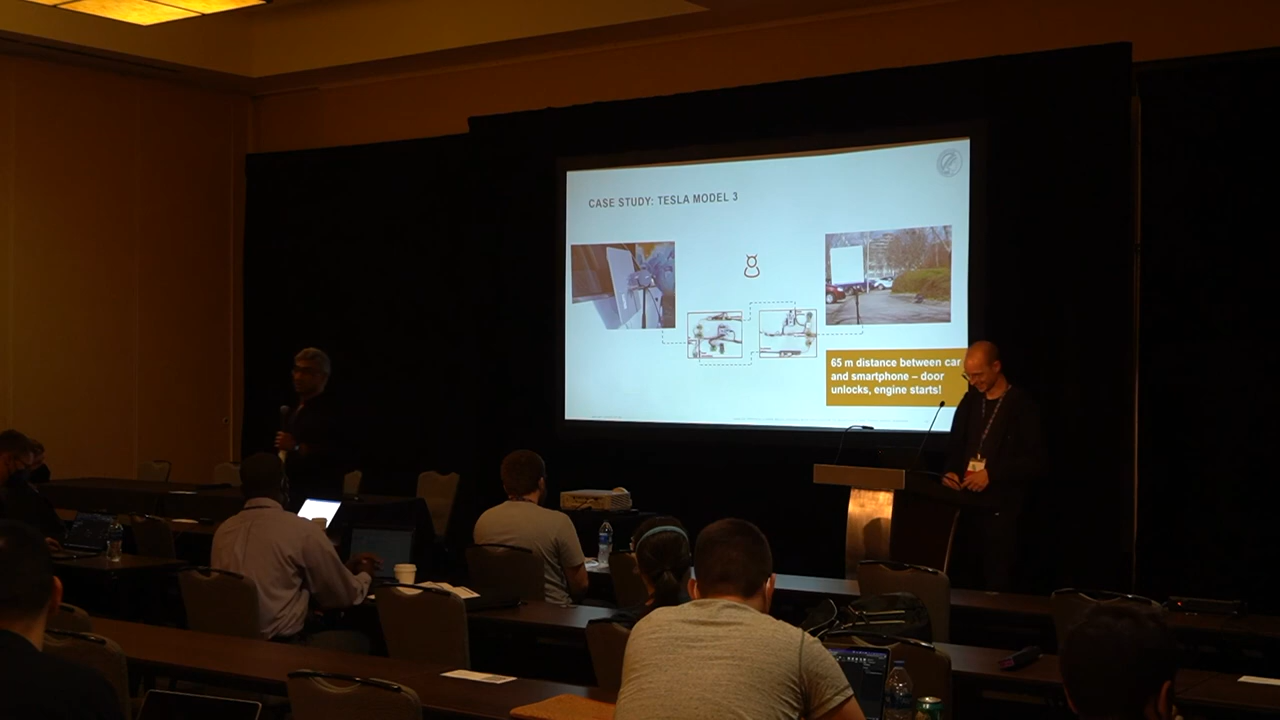 CASE STUDY: TESLA MODEL 3
65 m distance between car
and smartphone – door
unlocks, engine starts!